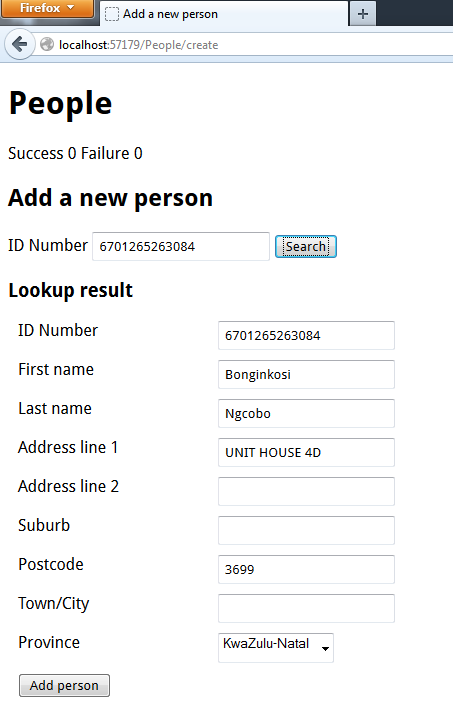 Firefox
Add a new person
localhost:57179/People/create
People
Success 0 Failure 0
Add a new person
ID Number 6701265263084 Search
Lookup result
ID Number 6701265263084
First name Bonginkosi
Last name Ngcobo
Address line 1 UNIT HOUSE 4D
Address line 2
Suburb
Postcode 3699
Town/City
Province KwaZulu-Natal
Add person